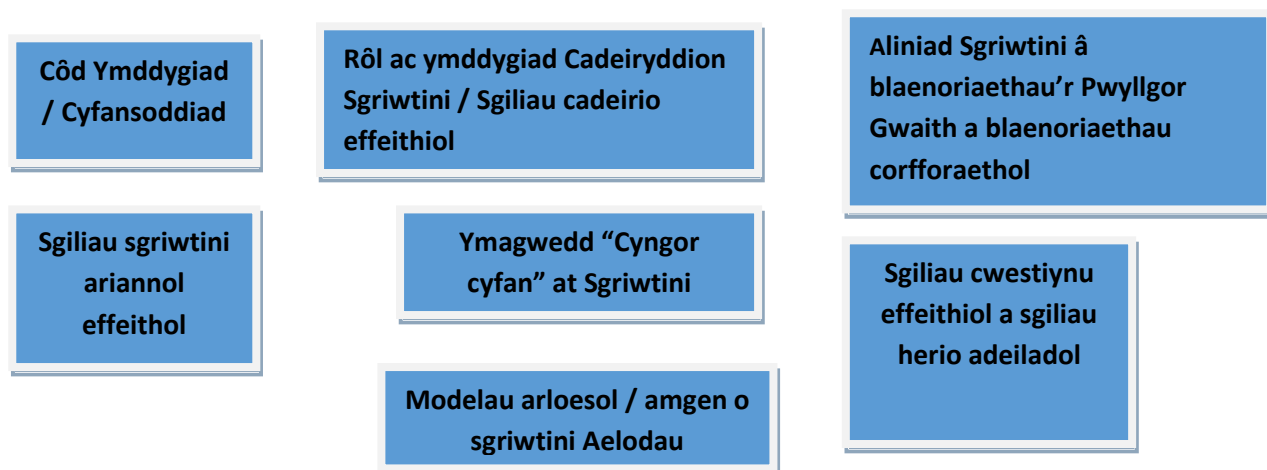 Côd Ymddygiad
/ Cyfansoddiad
Rôl ac ymddygiad Cadeiryddion
Sgriwtini / Sgiliau cadeirio
effeithiol
Aliniad Sgriwtini â
blaenoriaethau’r Pwyllgor
Gwaith a blaenoriaethau
corfforaethol
Sgiliau sgriwtini
ariannol
effeithol
Ymagwedd “Cyngor
cyfan” at Sgriwtini
Sgiliau cwestiynu
effeithiol a sgiliau
herio adeiladol
Modelau arloesol / amgen o
sgriwtini Aelodau